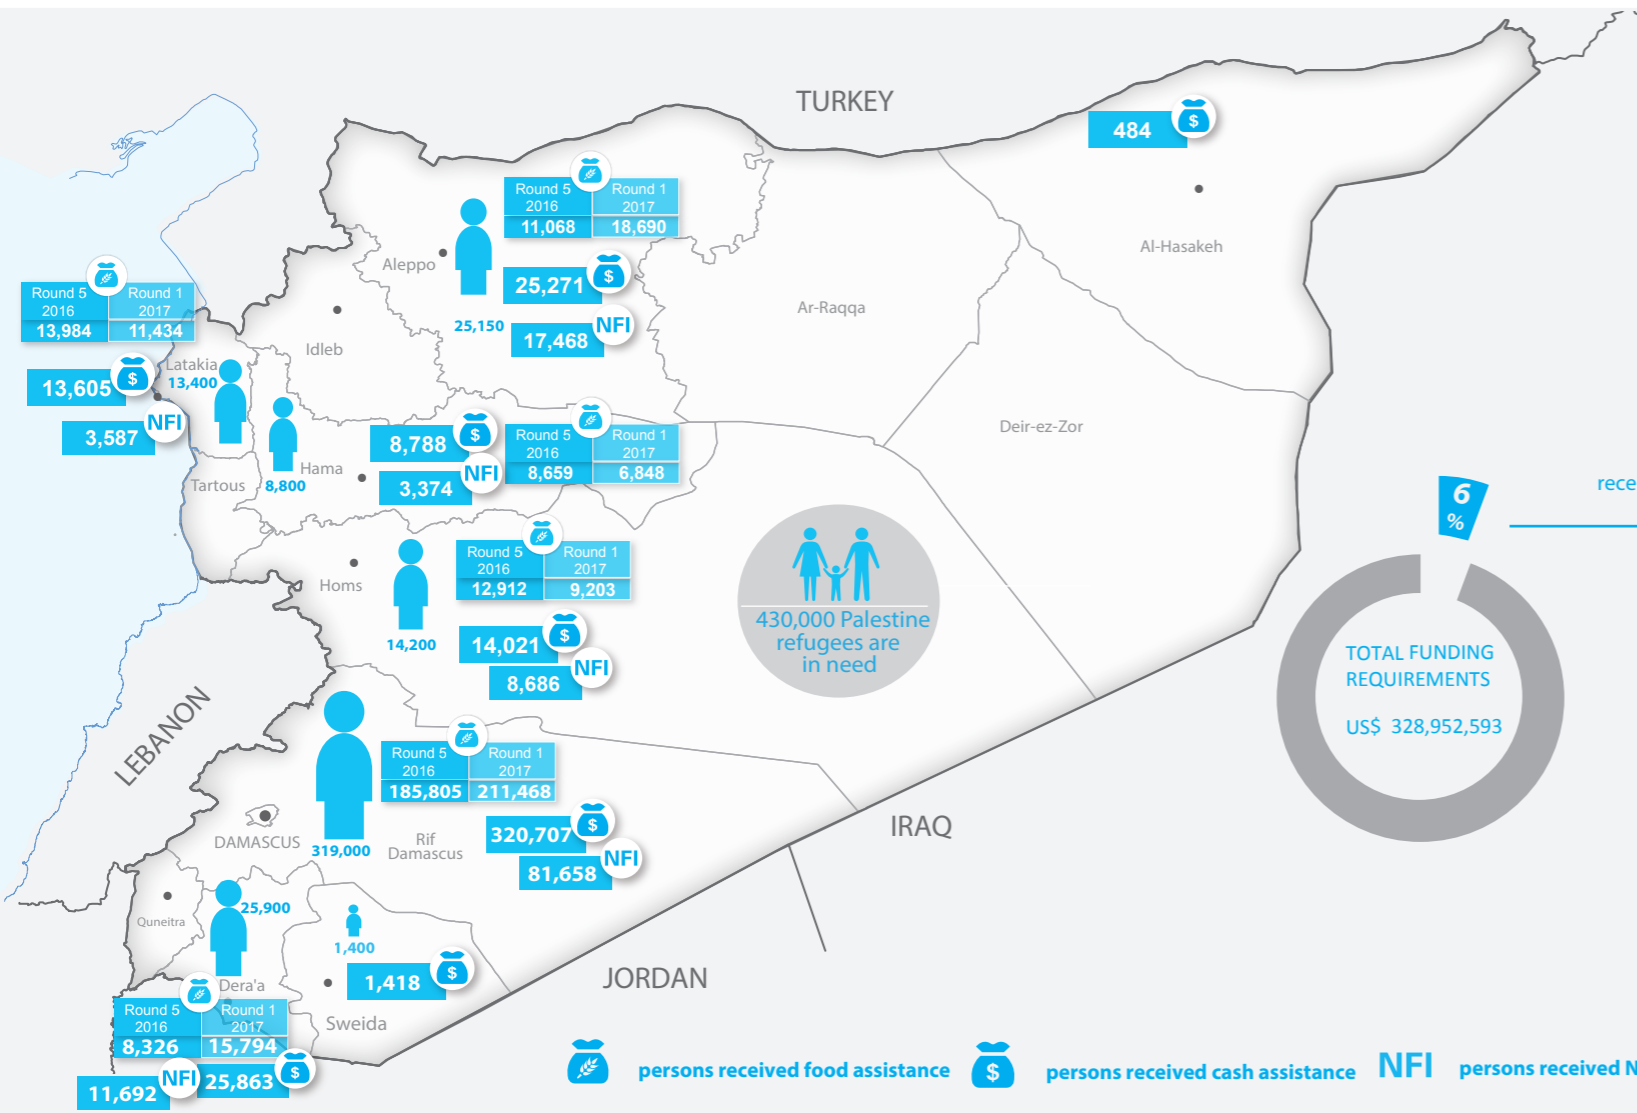 TURKEY
484
$
Al-Hasakeh
Round 5
2016
Round 1
2017
11,068
18,690
Aleppo
25,271
$
25,150
17,468
NFI
Ar-Raqqa
Round 5
2016
Round 1
2017
13,984
11,434
Idleb
Latakia
13,400
13,605
$
3,587
NFI
8,788
$
Round 5
2016
Round 1
2017
8,659
6,848
Deir-ez-Zor
Hama
3,374
NFI
Tartous
8,800
6
%
rece
Homs
Round 5
2016
Round 1
2017
12,912
9,203
14,200
14,021
$
8,686
NFI
430,000 Palestine
refugees are
in need
TOTAL FUNDING
REQUIREMENTS
US$ 328,952,593
LEBANON
Round 5
2016
Round 1
2017
185,805
211,468
DAMASCUS
319,000
Rif
Damascus
320,707
$
81,658
NFI
IRAQ
Quneitra
25,900
1,400
1,418
$
JORDAN
Dera'a
Round 5
2016
Round 1
2017
8,326
15,794
Sweida
11,692
NFI
25,863
$
persons received food assistance
$
persons received cash assistance
NFI
persons received N